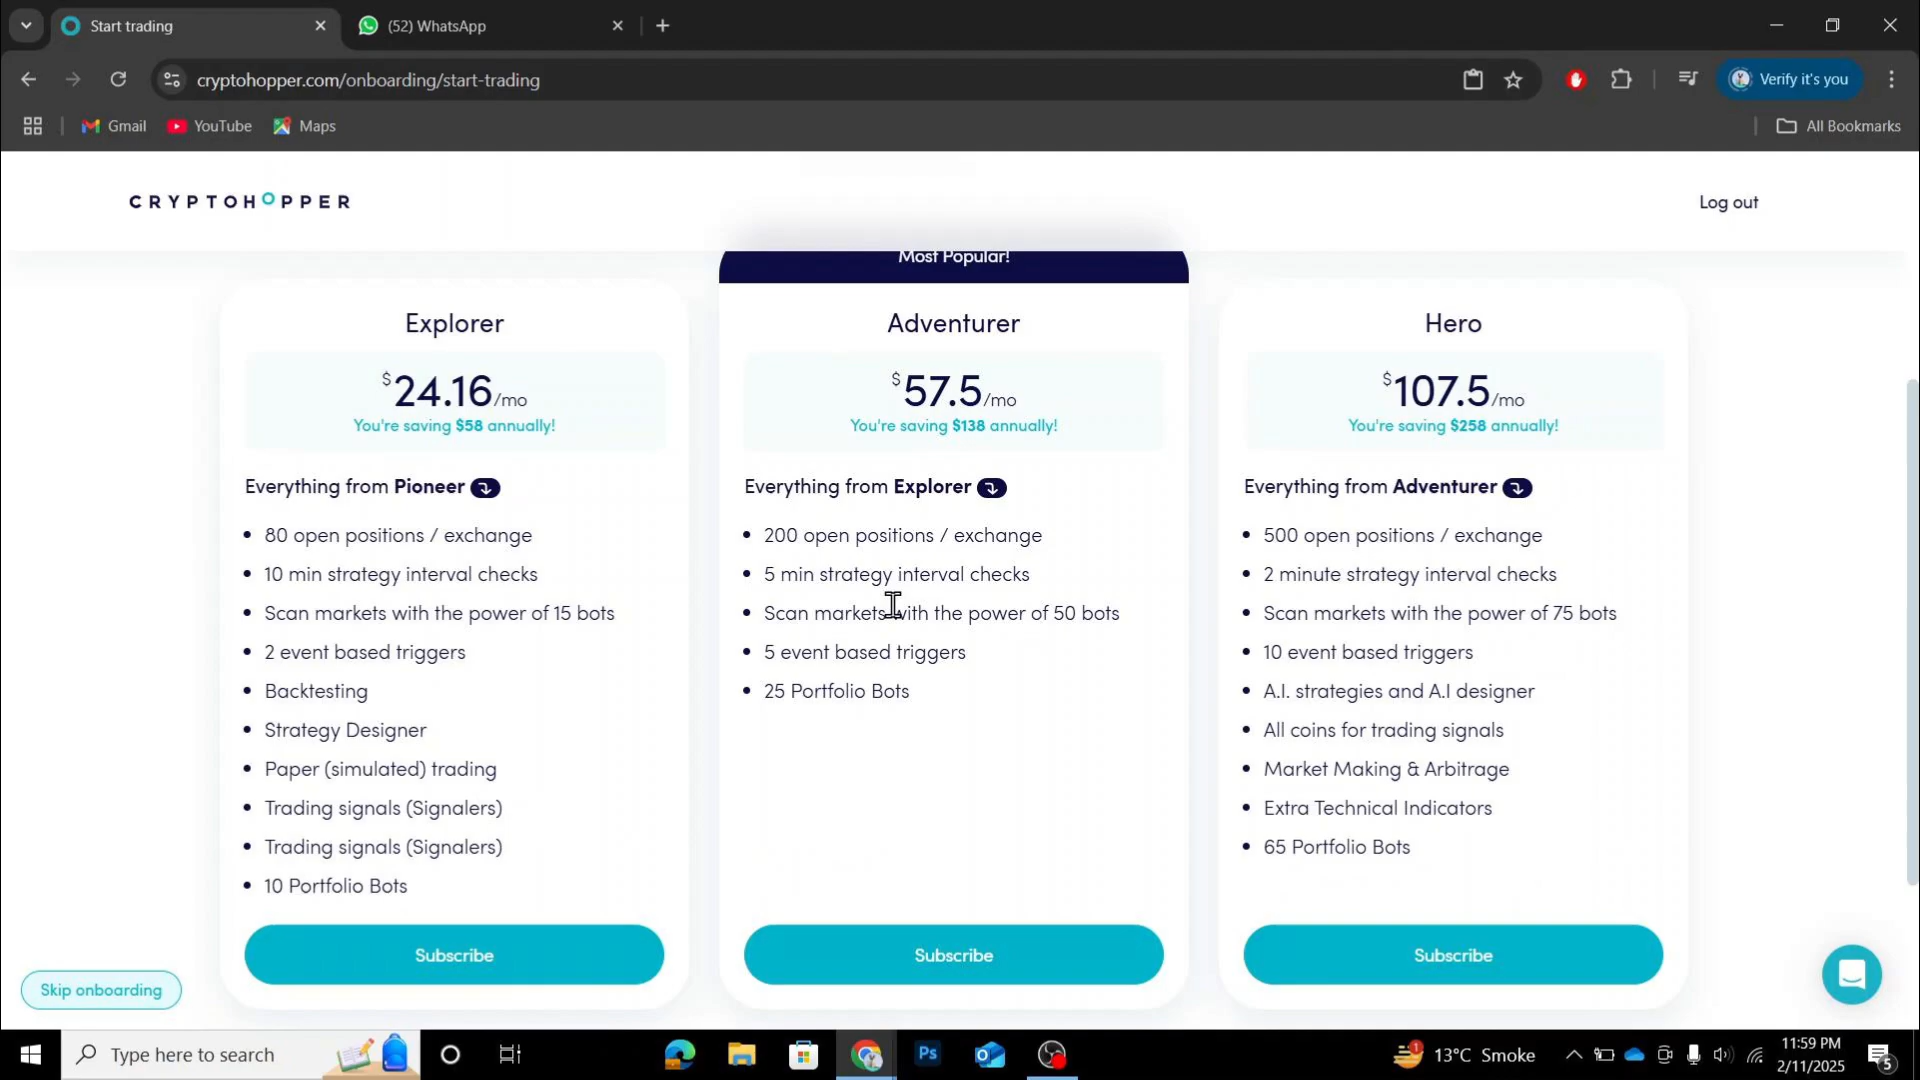 Start trading
(52) WhatsApp
cryptohopper.com/onboarding/start-trading
Verify it's you
Gmail
YouTube
Maps
All Bookmarks
CRYPTOHOPPER
Log out
Most Popular!
Explorer
$24.16/mo
You're saving $58 annually!
Everything from Pioneer
80 open positions / exchange
10 min strategy interval checks
Scan markets with the power of 15 bots
2 event based triggers
Backtesting
Strategy Designer
Paper (simulated) trading
Trading signals (Signalers)
Trading signals (Signalers)
10 Portfolio Bots
Subscribe
Adventurer
$57.5/mo
You're saving $138 annually!
Everything from Explorer
200 open positions / exchange
5 min strategy interval checks
Scan markets with the power of 50 bots
5 event based triggers
25 Portfolio Bots
Subscribe
Hero
$107.5/mo
You're saving $258 annually!
Everything from Adventurer
500 open positions / exchange
2 minute strategy interval checks
Scan markets with the power of 75 bots
10 event based triggers
A.I. strategies and A.I designer
All coins for trading signals
Market Making & Arbitrage
Extra Technical Indicators
65 Portfolio Bots
Subscribe
Skip onboarding
Type here to search
Ps
1
13°C Smoke
11:59 PM
2/11/2025
5